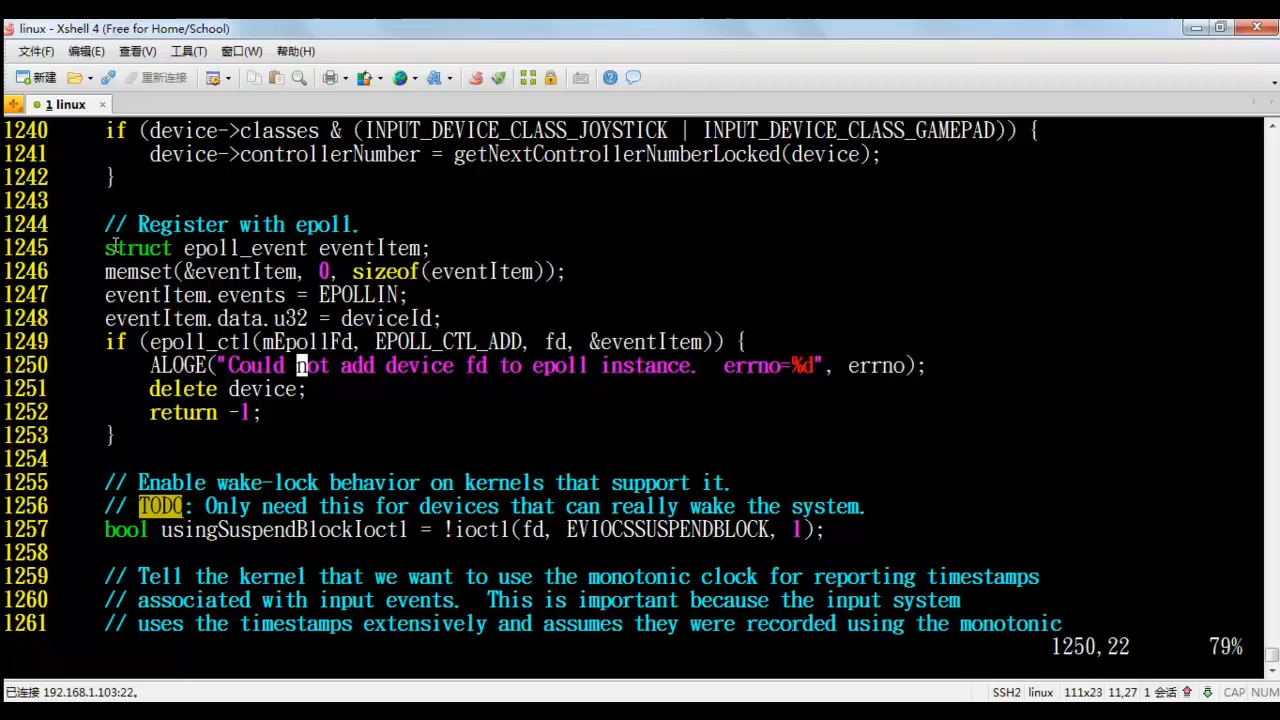 linux - Xshell 4 (Free for Home/School)
文件(F) 编辑(E) 查看(V) 工具(T) 窗口(W) 帮助(H)
新建 重新连接
1 linux
1240 if (device->classes & (INPUT_DEVICE_CLASS_JOYSTICK | INPUT_DEVICE_CLASS_GAMEPAD)) {
1241 device->controllerNumber = getNextControllerNumberLocked(device);
1242 }
1243
1244 // Register with epoll.
1245 struct epoll_event eventItem;
1246 memset(&eventItem, 0, sizeof(eventItem));
1247 eventItem.events = EPOLLIN;
1248 eventItem.data.u32 = deviceId;
1249 if (epoll_ctl(mEpollFd, EPOLL_CTL_ADD, fd, &eventItem)) {
1250 ALOGE("Could not add device fd to epoll instance.  errno=%d", errno);
1251 delete device;
1252 return -1;
1253 }
1254
1255 // Enable wake-lock behavior on kernels that support it.
1256 // TODO: Only need this for devices that can really wake the system.
1257 bool usingSuspendBlockIoctl = !ioctl(fd, EVIOCSSUSPENDBLOCK, 1);
1258
1259 // Tell the kernel that we want to use the monotonic clock for reporting timestamps
1260 // associated with input events.  This is important because the input system
1261 // uses the timestamps extensively and assumes they were recorded using the monotonic
1250,22 79%
已连接 192.168.1.103:22。 SSH2 linux 111x23 11,27 1 会话 CAP NUM